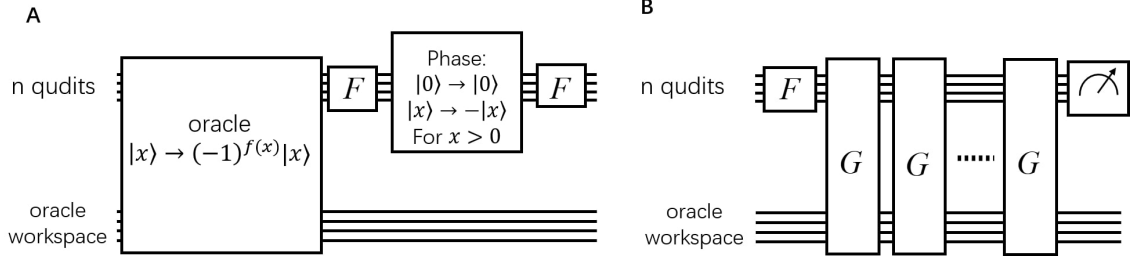 A
n qudits
oracle
|x⟩ → (−1)^{f(x)}|x⟩
F
Phase:
|0⟩ → |0⟩
|x⟩ → −|x⟩
For x > 0
F
oracle
workspace
B
n qudits
F
G
G
G
oracle
workspace